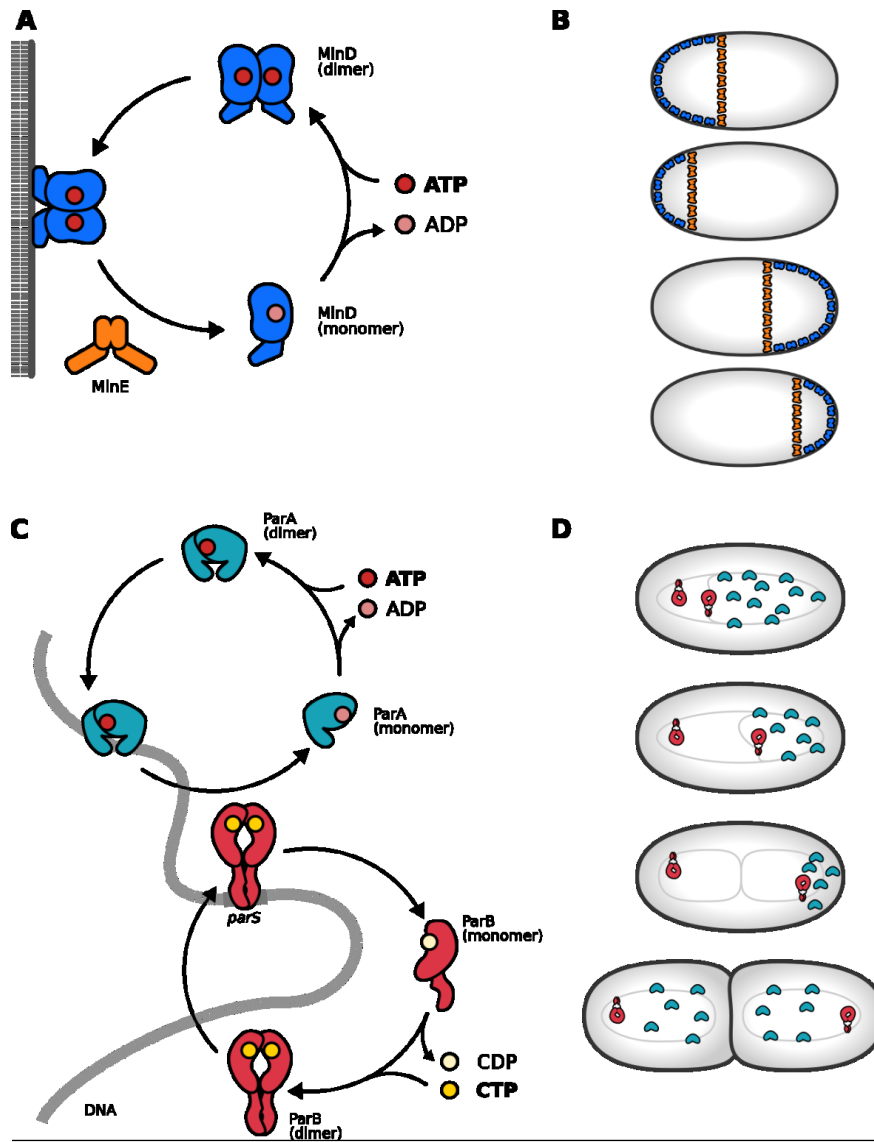 A
MinD
(dimer)
ATP
ADP
MinD
(monomer)
MinE
B
C
ParA
(dimer)
ATP
ADP
ParA
(monomer)
parS
ParB
(monomer)
CDP
CTP
DNA
ParB
(dimer)
D